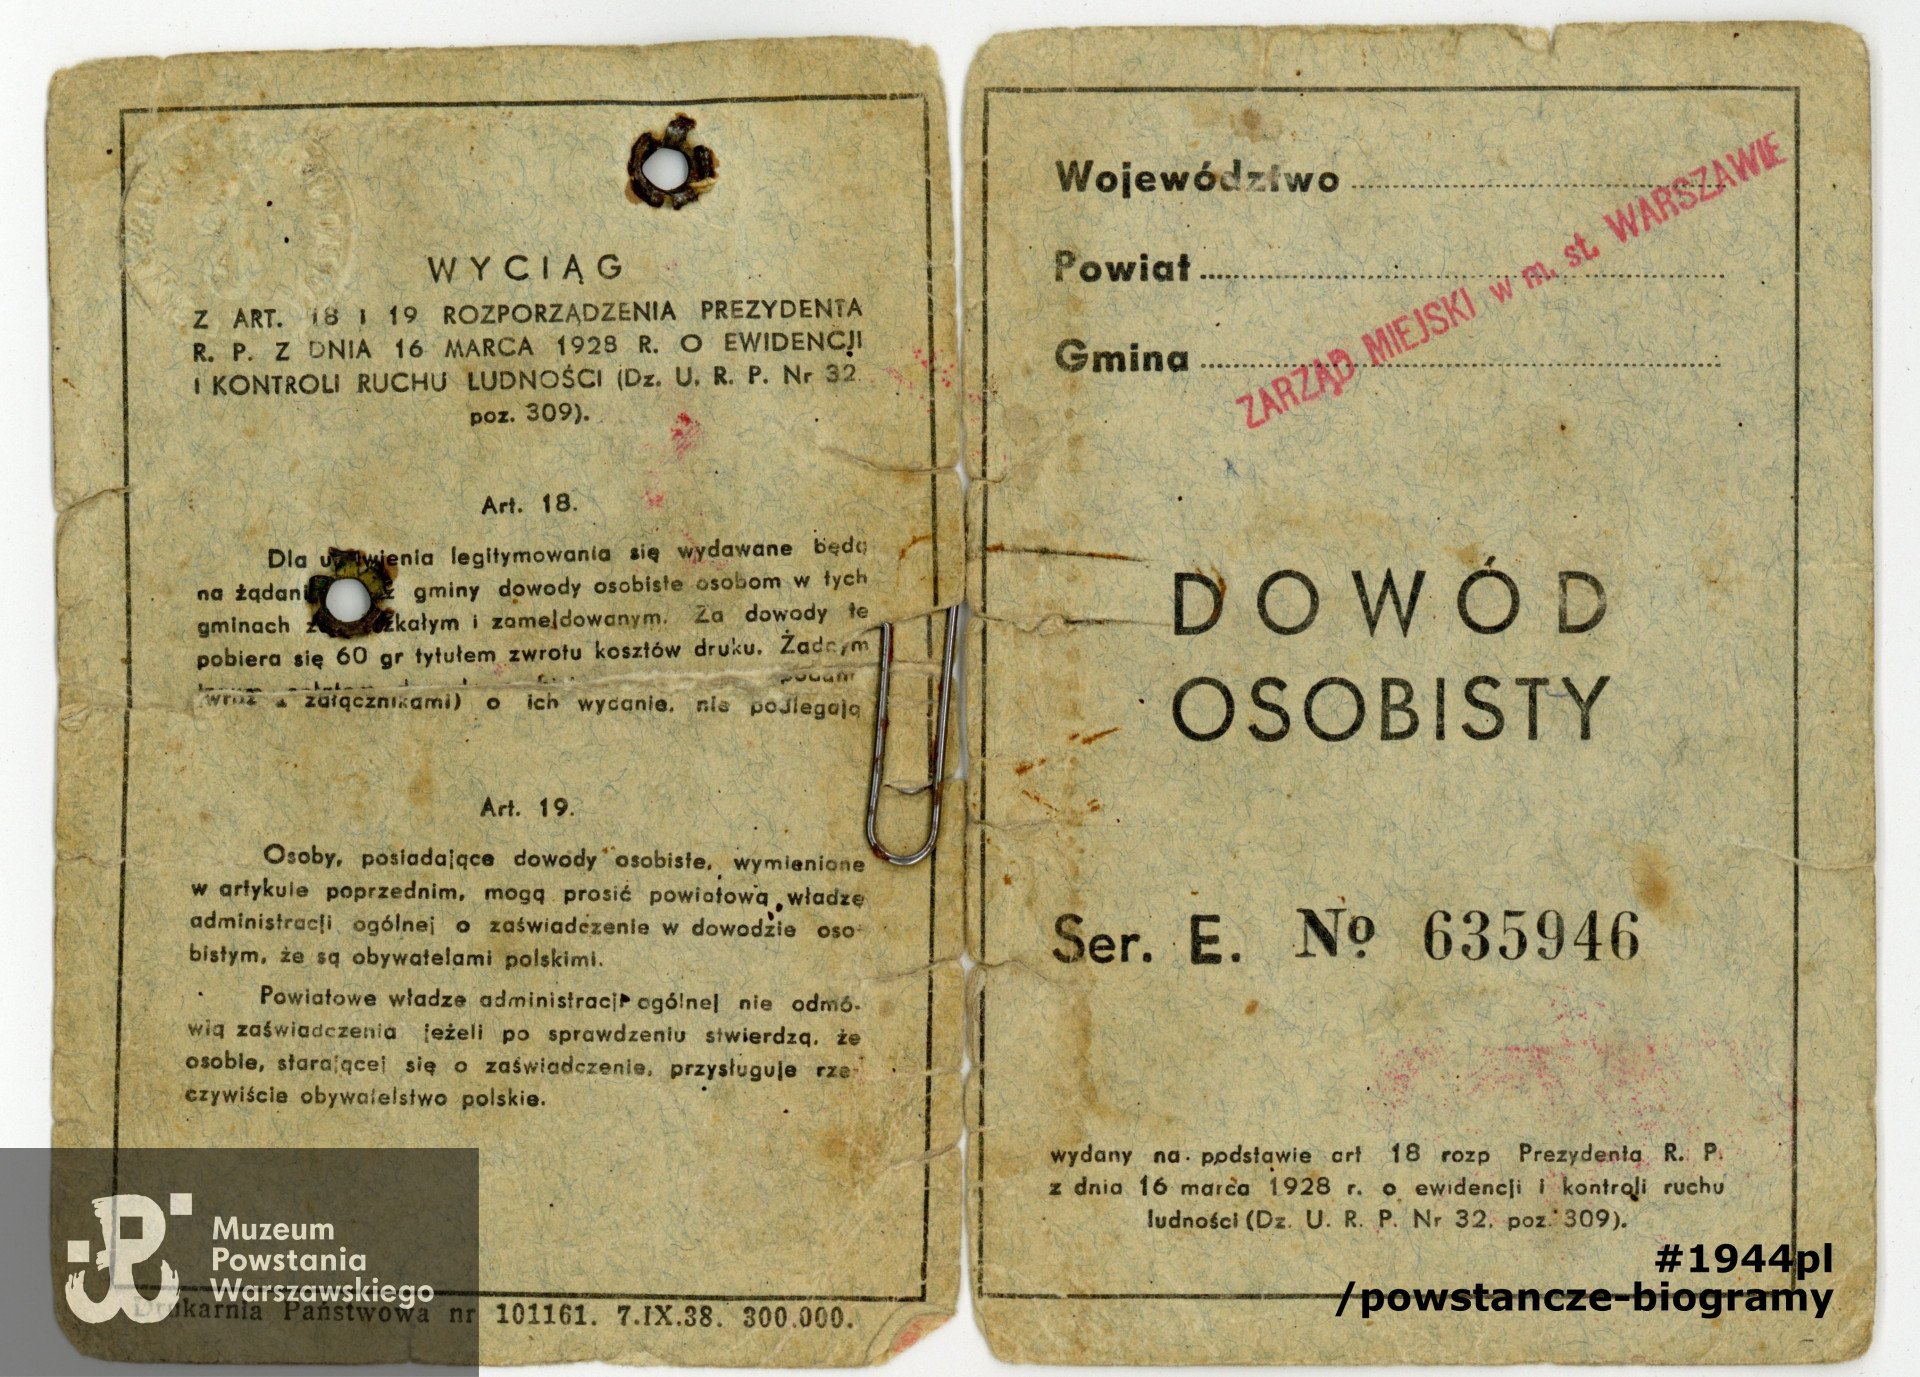 WYCIĄG
Z ART. 18 I 19 ROZPORZĄDZENIA PREZYDENTA
R. P. Z DNIA 16 MARCA 1928 R. O EWIDENCJI
I KONTROLI RUCHU LUDNOŚCI (Dz. U. R. P. Nr 32
poz. 309).
Art. 18.
Dla legitymowania się wydawane będą
na gminy dowody osobiste osobom w tych
gminach i zameldowanym. Za dowody te
pobiera się 60 gr tytułem zwrotu kosztów druku. Żadnym
załącznikami) o ich wydanie, nie podlegają
Art. 19.
Osoby, posiadające dowody osobiste, wymienione
w artykule poprzednim, mogą prosić powiatową władzę
administracji ogólnej o zaświadczenie w dowodzie oso-
bistym, że są obywatelami polskimi.
Powiatowe władze administracji ogólnej nie odmó-
wią zaświadczenia jeżeli po sprawdzeniu stwierdzą, że
osobie, starającej się o zaświadczenie, przysługuje rze-
czywiście obywatelstwo polskie.
Drukarnia Państwowa nr 101161. 7.IX.38. 300.000.
Muzeum
Powstania
Warszawskiego
Województwo
Powiat
Gmina
ZARZĄD MIEJSKI w m. st. WARSZAWIE
DOWÓD
OSOBISTY
Ser. E. № 635946
wydany na podstawie art 18 rozp Prezydenta R. P.
z dnia 16 marca 1928 r. o ewidencji i kontroli ruchu
ludności (Dz. U. R. P. Nr 32, poz. 309).
#1944pl
/powstancze-biogramy